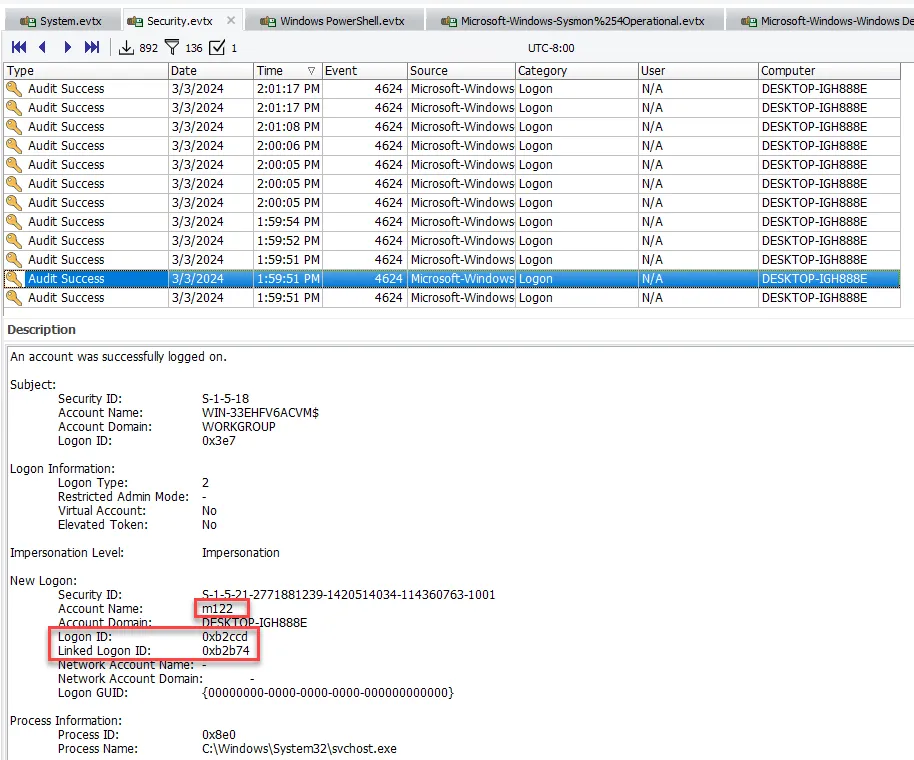 System.evtx Security.evtx Windows PowerShell.evtx Microsoft-Windows-Sysmon%254Operational.evtx Microsoft-Windows-Windows De
892 136 1 UTC-8:00
Type Date Time Event Source Category User Computer
Audit Success 3/3/2024 2:01:17 PM 4624 Microsoft-Windows Logon N/A DESKTOP-IGH888E
Audit Success 3/3/2024 2:01:17 PM 4624 Microsoft-Windows Logon N/A DESKTOP-IGH888E
Audit Success 3/3/2024 2:01:08 PM 4624 Microsoft-Windows Logon N/A DESKTOP-IGH888E
Audit Success 3/3/2024 2:00:06 PM 4624 Microsoft-Windows Logon N/A DESKTOP-IGH888E
Audit Success 3/3/2024 2:00:05 PM 4624 Microsoft-Windows Logon N/A DESKTOP-IGH888E
Audit Success 3/3/2024 2:00:05 PM 4624 Microsoft-Windows Logon N/A DESKTOP-IGH888E
Audit Success 3/3/2024 2:00:05 PM 4624 Microsoft-Windows Logon N/A DESKTOP-IGH888E
Audit Success 3/3/2024 1:59:54 PM 4624 Microsoft-Windows Logon N/A DESKTOP-IGH888E
Audit Success 3/3/2024 1:59:52 PM 4624 Microsoft-Windows Logon N/A DESKTOP-IGH888E
Audit Success 3/3/2024 1:59:51 PM 4624 Microsoft-Windows Logon N/A DESKTOP-IGH888E
Audit Success 3/3/2024 1:59:51 PM 4624 Microsoft-Windows Logon N/A DESKTOP-IGH888E
Audit Success 3/3/2024 1:59:51 PM 4624 Microsoft-Windows Logon N/A DESKTOP-IGH888E
Description
An account was successfully logged on.
Subject:
Security ID: S-1-5-18
Account Name: WIN-33EHFV6ACVM$
Account Domain: WORKGROUP
Logon ID: 0x3e7
Logon Information:
Logon Type: 2
Restricted Admin Mode: -
Virtual Account: No
Elevated Token: No
Impersonation Level: Impersonation
New Logon:
Security ID: S-1-5-21-2771881239-1420514034-114360763-1001
Account Name: m122
Account Domain: DESKTOP-IGH888E
Logon ID: 0xb2ccd
Linked Logon ID: 0xb2b74
Network Account Name: -
Network Account Domain: -
Logon GUID: {00000000-0000-0000-0000-000000000000}
Process Information:
Process ID: 0x8e0
Process Name: C:\Windows\System32\svchost.exe